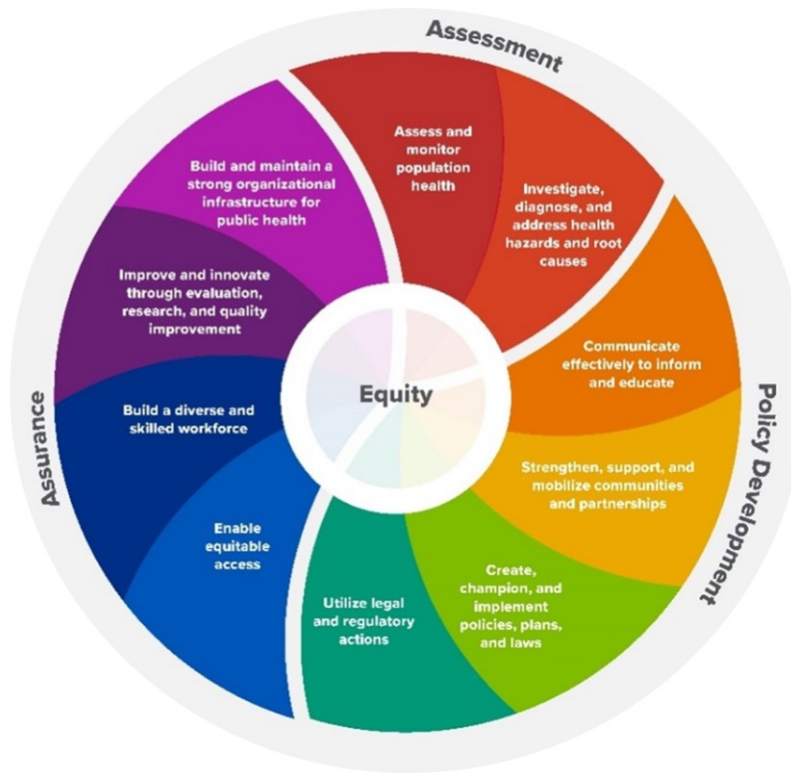 Assessment
Assess and
monitor
population
health
Investigate,
diagnose, and
address health
hazards and root
causes
Policy Development
Communicate
effectively to inform
and educate
Strengthen, support, and
mobilize communities
and partnerships
Create,
champion, and
implement
policies, plans,
and laws
Utilize legal
and regulatory
actions
Assurance
Enable
equitable
access
Build a diverse and
skilled workforce
Improve and innovate
through evaluation,
research, and quality
improvement
Build and maintain a
strong organizational
infrastructure for
public health
Equity